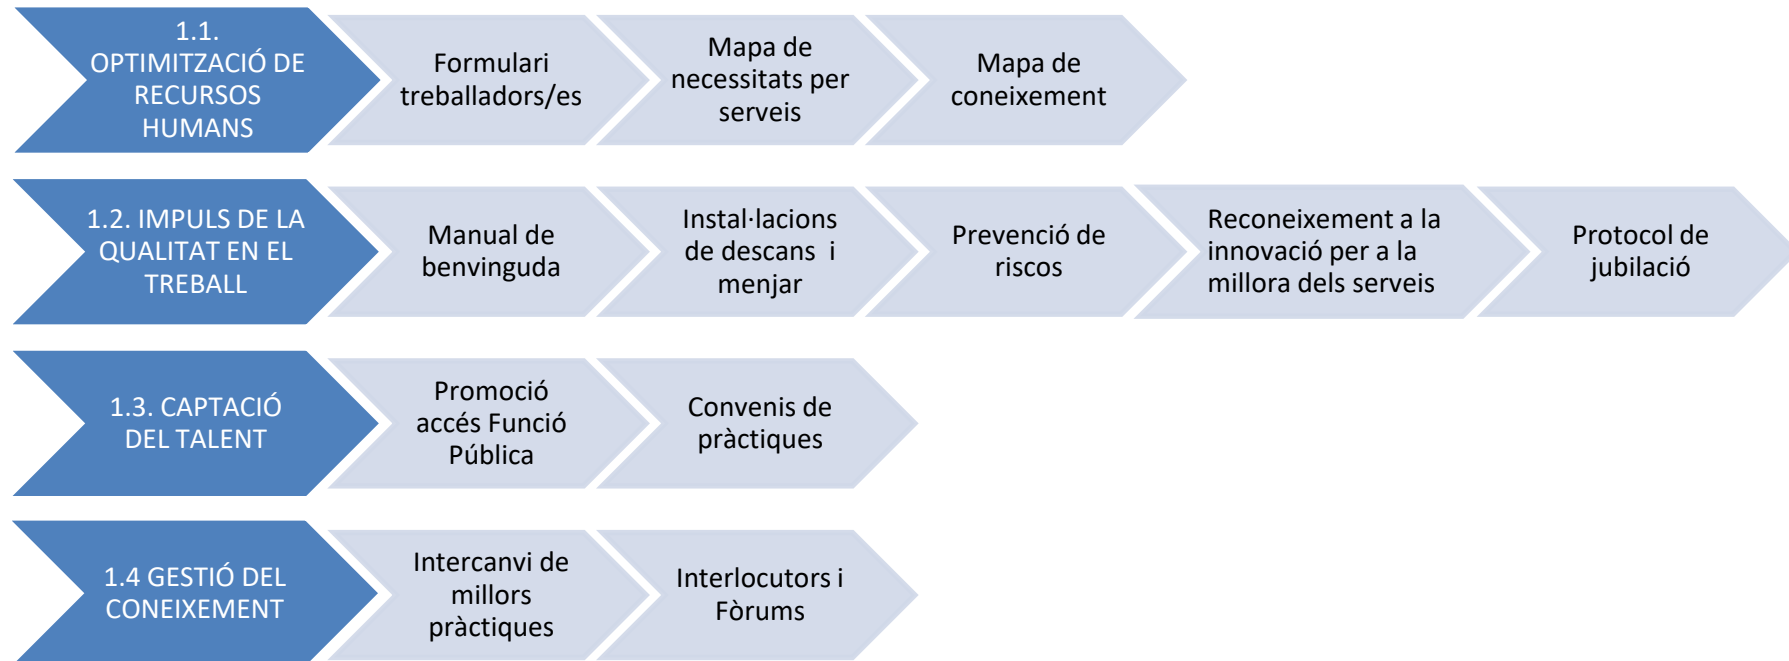 1.1.
OPTIMITZACIÓ DE
RECURSOS
HUMANS
Formulari
treballadors/es
Mapa de
necessitats per
serveis
Mapa de
coneixement
1.2. IMPULS DE LA
QUALITAT EN EL
TREBALL
Manual de
benvinguda
Instal·lacions
de descans i
menjar
Prevenció de
riscos
Reconeixement a la
innovació per a la
millora dels serveis
Protocol de
jubilació
1.3. CAPTACIÓ
DEL TALENT
Promoció
accés Funció
Pública
Convenis de
pràctiques
1.4 GESTIÓ DEL
CONEIXEMENT
Intercanvi de
millors
pràctiques
Interlocutors i
Fòrums